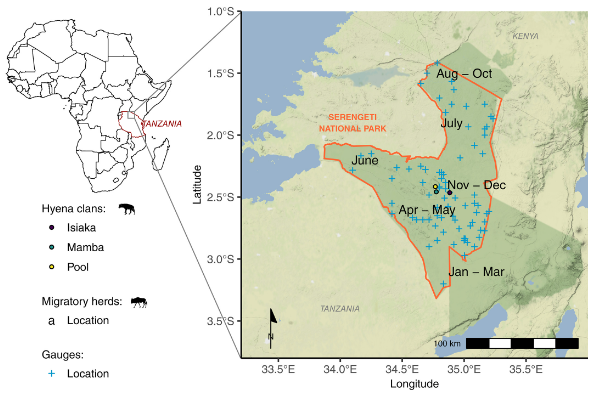 TANZANIA
Hyena clans:
Isiaka
Mamba
Pool
Migratory herds:
a Location
Gauges:
Location
Latitude
1.0°S
1.5°S
2.0°S
2.5°S
3.0°S
3.5°S
KENYA
Aug − Oct
SERENGETI
NATIONAL PARK
July
June
Nov − Dec
Apr − May
Jan − Mar
TANZANIA
N
100 km
33.5°E
34.0°E
34.5°E
35.0°E
35.5°E
Longitude